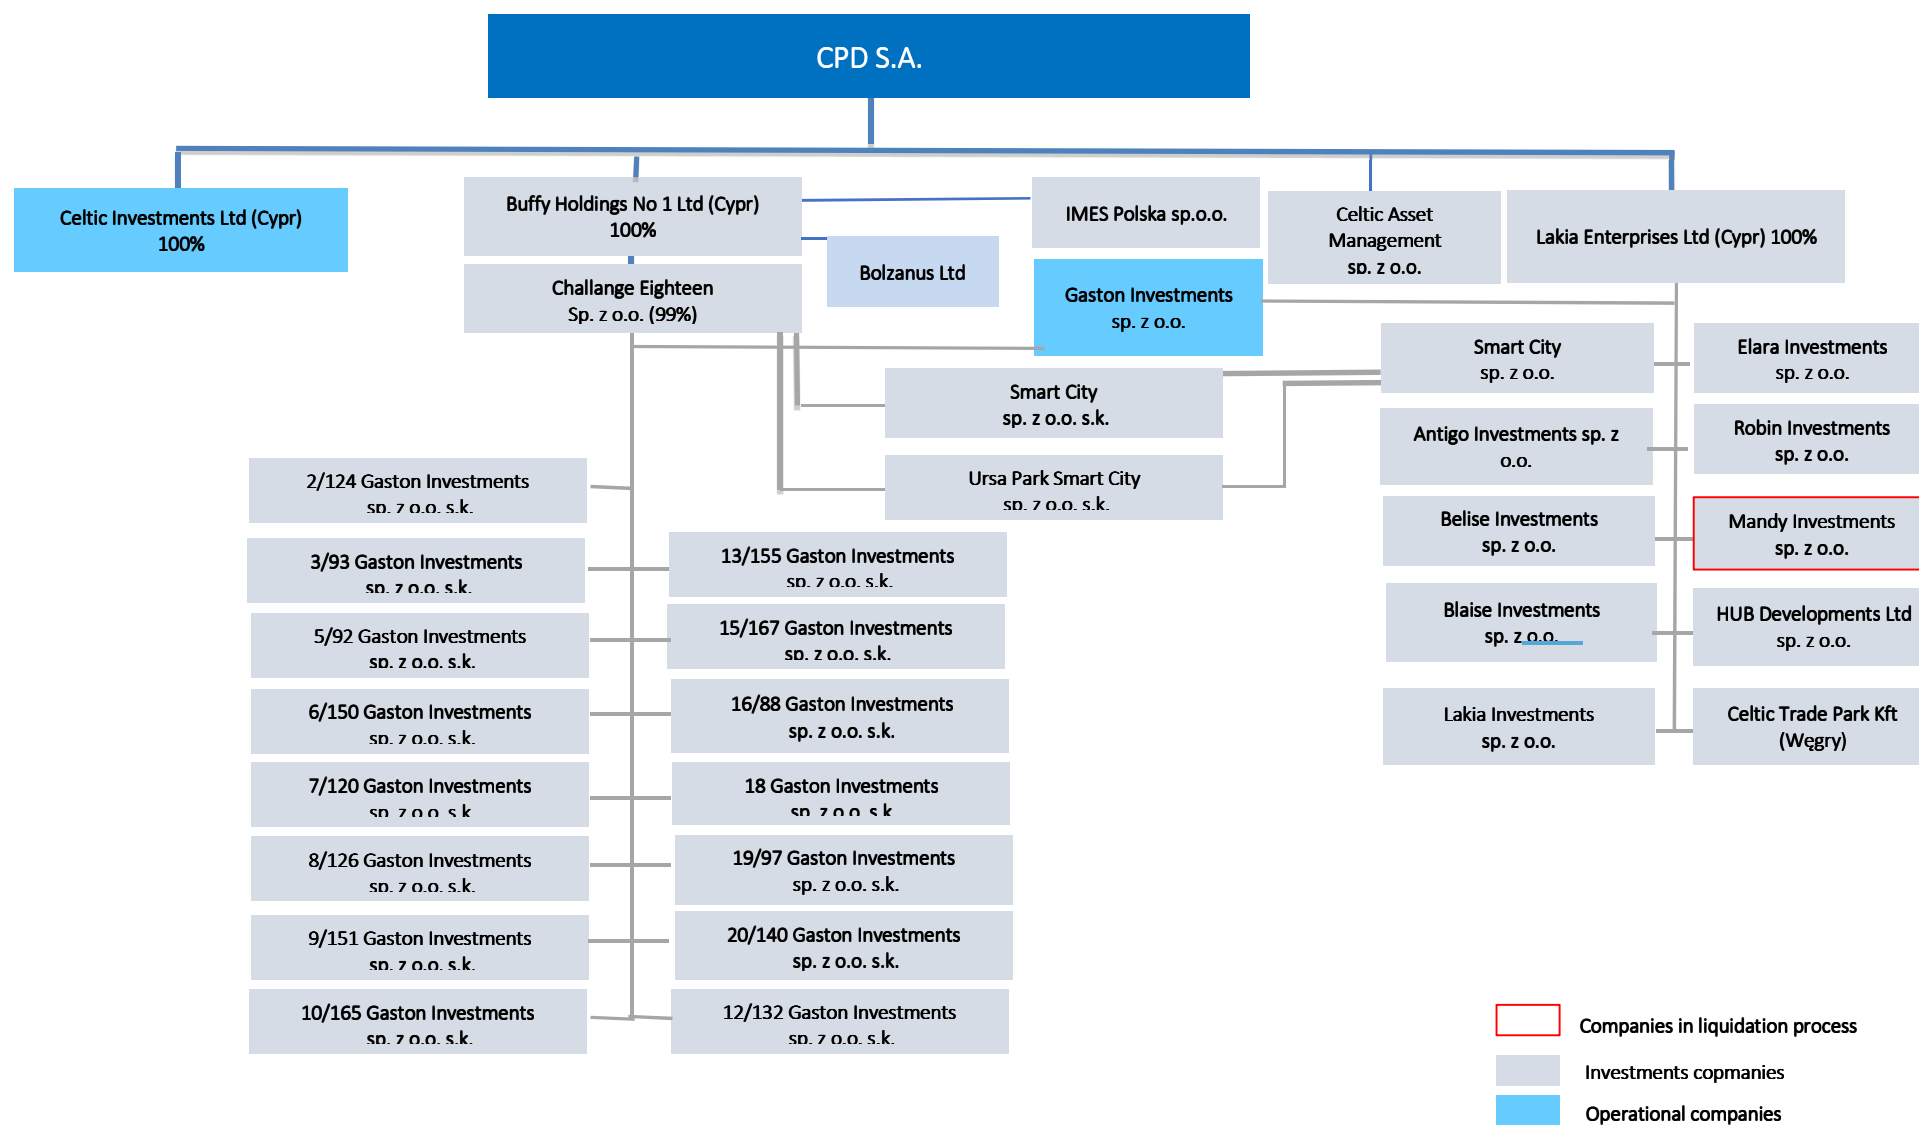 CPD S.A.
Celtic Investments Ltd (Cypr)
100%
Buffy Holdings No 1 Ltd (Cypr)
100%
IMES Polska sp.o.o.
Celtic Asset
Management
sp. z o.o.
Lakia Enterprises Ltd (Cypr) 100%
Bolzanus Ltd
Challange Eighteen
Sp. z o.o. (99%)
Gaston Investments
sp. z o.o.
Smart City
sp. z o.o. s.k.
Ursa Park Smart City
sp. z o.o. s.k.
Smart City
sp. z o.o.
Elara Investments
sp. z o.o.
Antigo Investments sp. z
o.o.
Robin Investments
sp. z o.o.
Belise Investments
sp. z o.o.
Mandy Investments
sp. z o.o.
Blaise Investments
sp. z o.o.
HUB Developments Ltd
sp. z o.o.
Lakia Investments
sp. z o.o.
Celtic Trade Park Kft
(Węgry)
2/124 Gaston Investments
sp. z o.o. s.k.
3/93 Gaston Investments
sp. z o.o. s.k.
13/155 Gaston Investments
sp. z o.o. s.k.
5/92 Gaston Investments
sp. z o.o. s.k.
15/167 Gaston Investments
sp. z o.o. s.k.
6/150 Gaston Investments
sp. z o.o. s.k.
16/88 Gaston Investments
sp. z o.o. s.k.
7/120 Gaston Investments
sp. z o.o. s.k
18 Gaston Investments
sp. z o.o. s.k
8/126 Gaston Investments
sp. z o.o. s.k.
19/97 Gaston Investments
sp. z o.o. s.k.
9/151 Gaston Investments
sp. z o.o. s.k.
20/140 Gaston Investments
sp. z o.o. s.k.
10/165 Gaston Investments
sp. z o.o. s.k.
12/132 Gaston Investments
sp. z o.o. s.k.
Companies in liquidation process
Investments copmanies
Operational companies